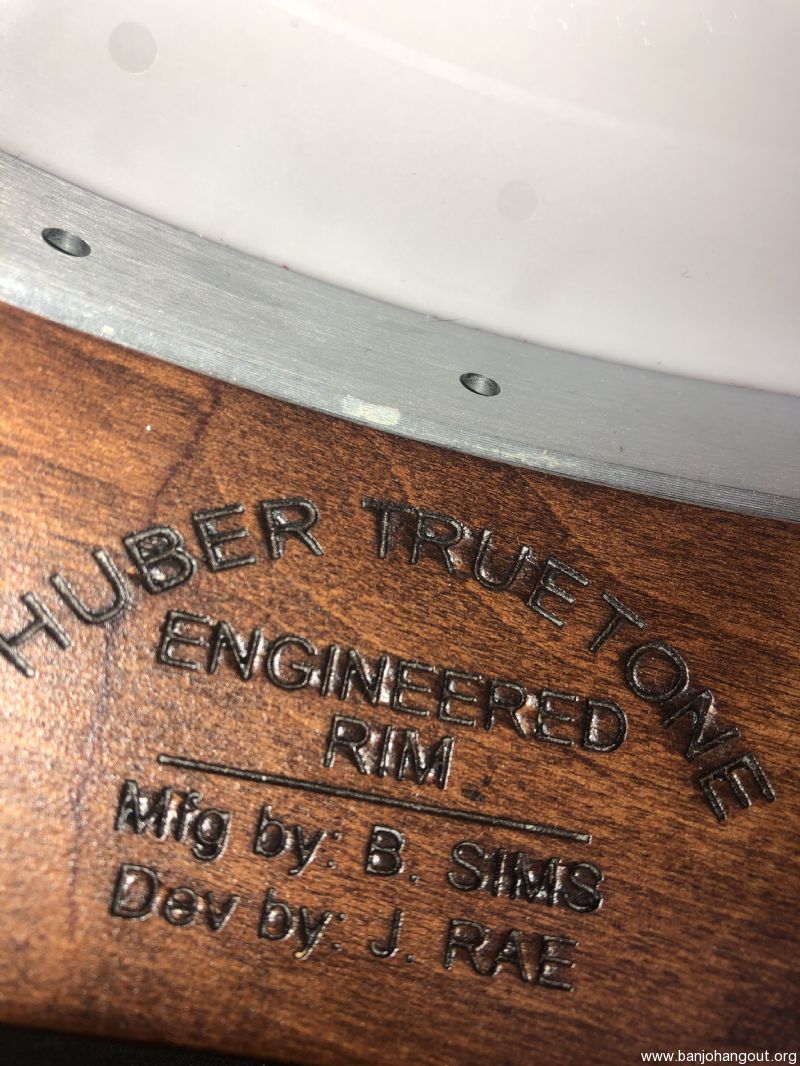 HUBER TRUETONE
ENGINEERED
RIM
Mfg by: B. SIMS
Dev by: J. RAE
www.banjohangout.org